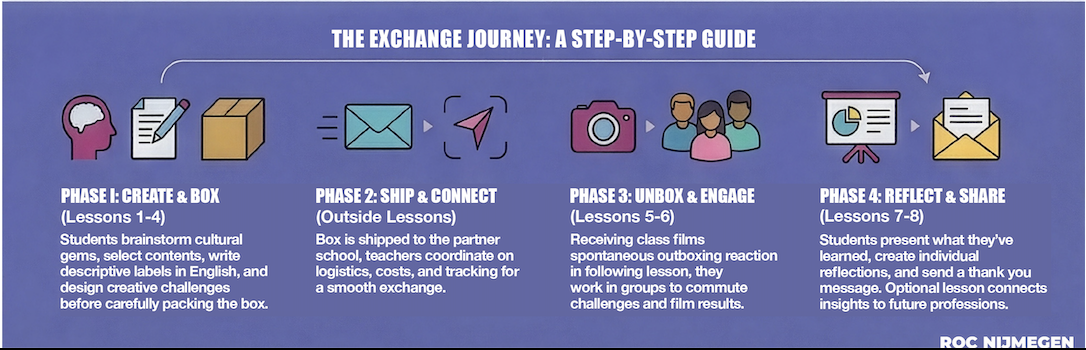 THE EXCHANGE JOURNEY: A STEP-BY-STEP GUIDE
PHASE 1: CREATE & BOX
(Lessons 1-4)
Students brainstorm cultural
gems, select contents, write
descriptive labels in English, and
design creative challenges
before carefully packing the box.
PHASE 2: SHIP & CONNECT
(Outside Lessons)
Box is shipped to the partner
school, teachers coordinate on
logistics, costs, and tracking for
a smooth exchange.
PHASE 3: UNBOX & ENGAGE
(Lessons 5-6)
Receiving class films
spontaneous outboxing reaction
in following lesson, they
work in groups to commute
challenges and film results.
PHASE 4: REFLECT & SHARE
(Lessons 7-8)
Students present what they've
learned, create individual
reflections, and send a thank you
message. Optional lesson connects
insights to future professions.
ROC NIJMEGEN